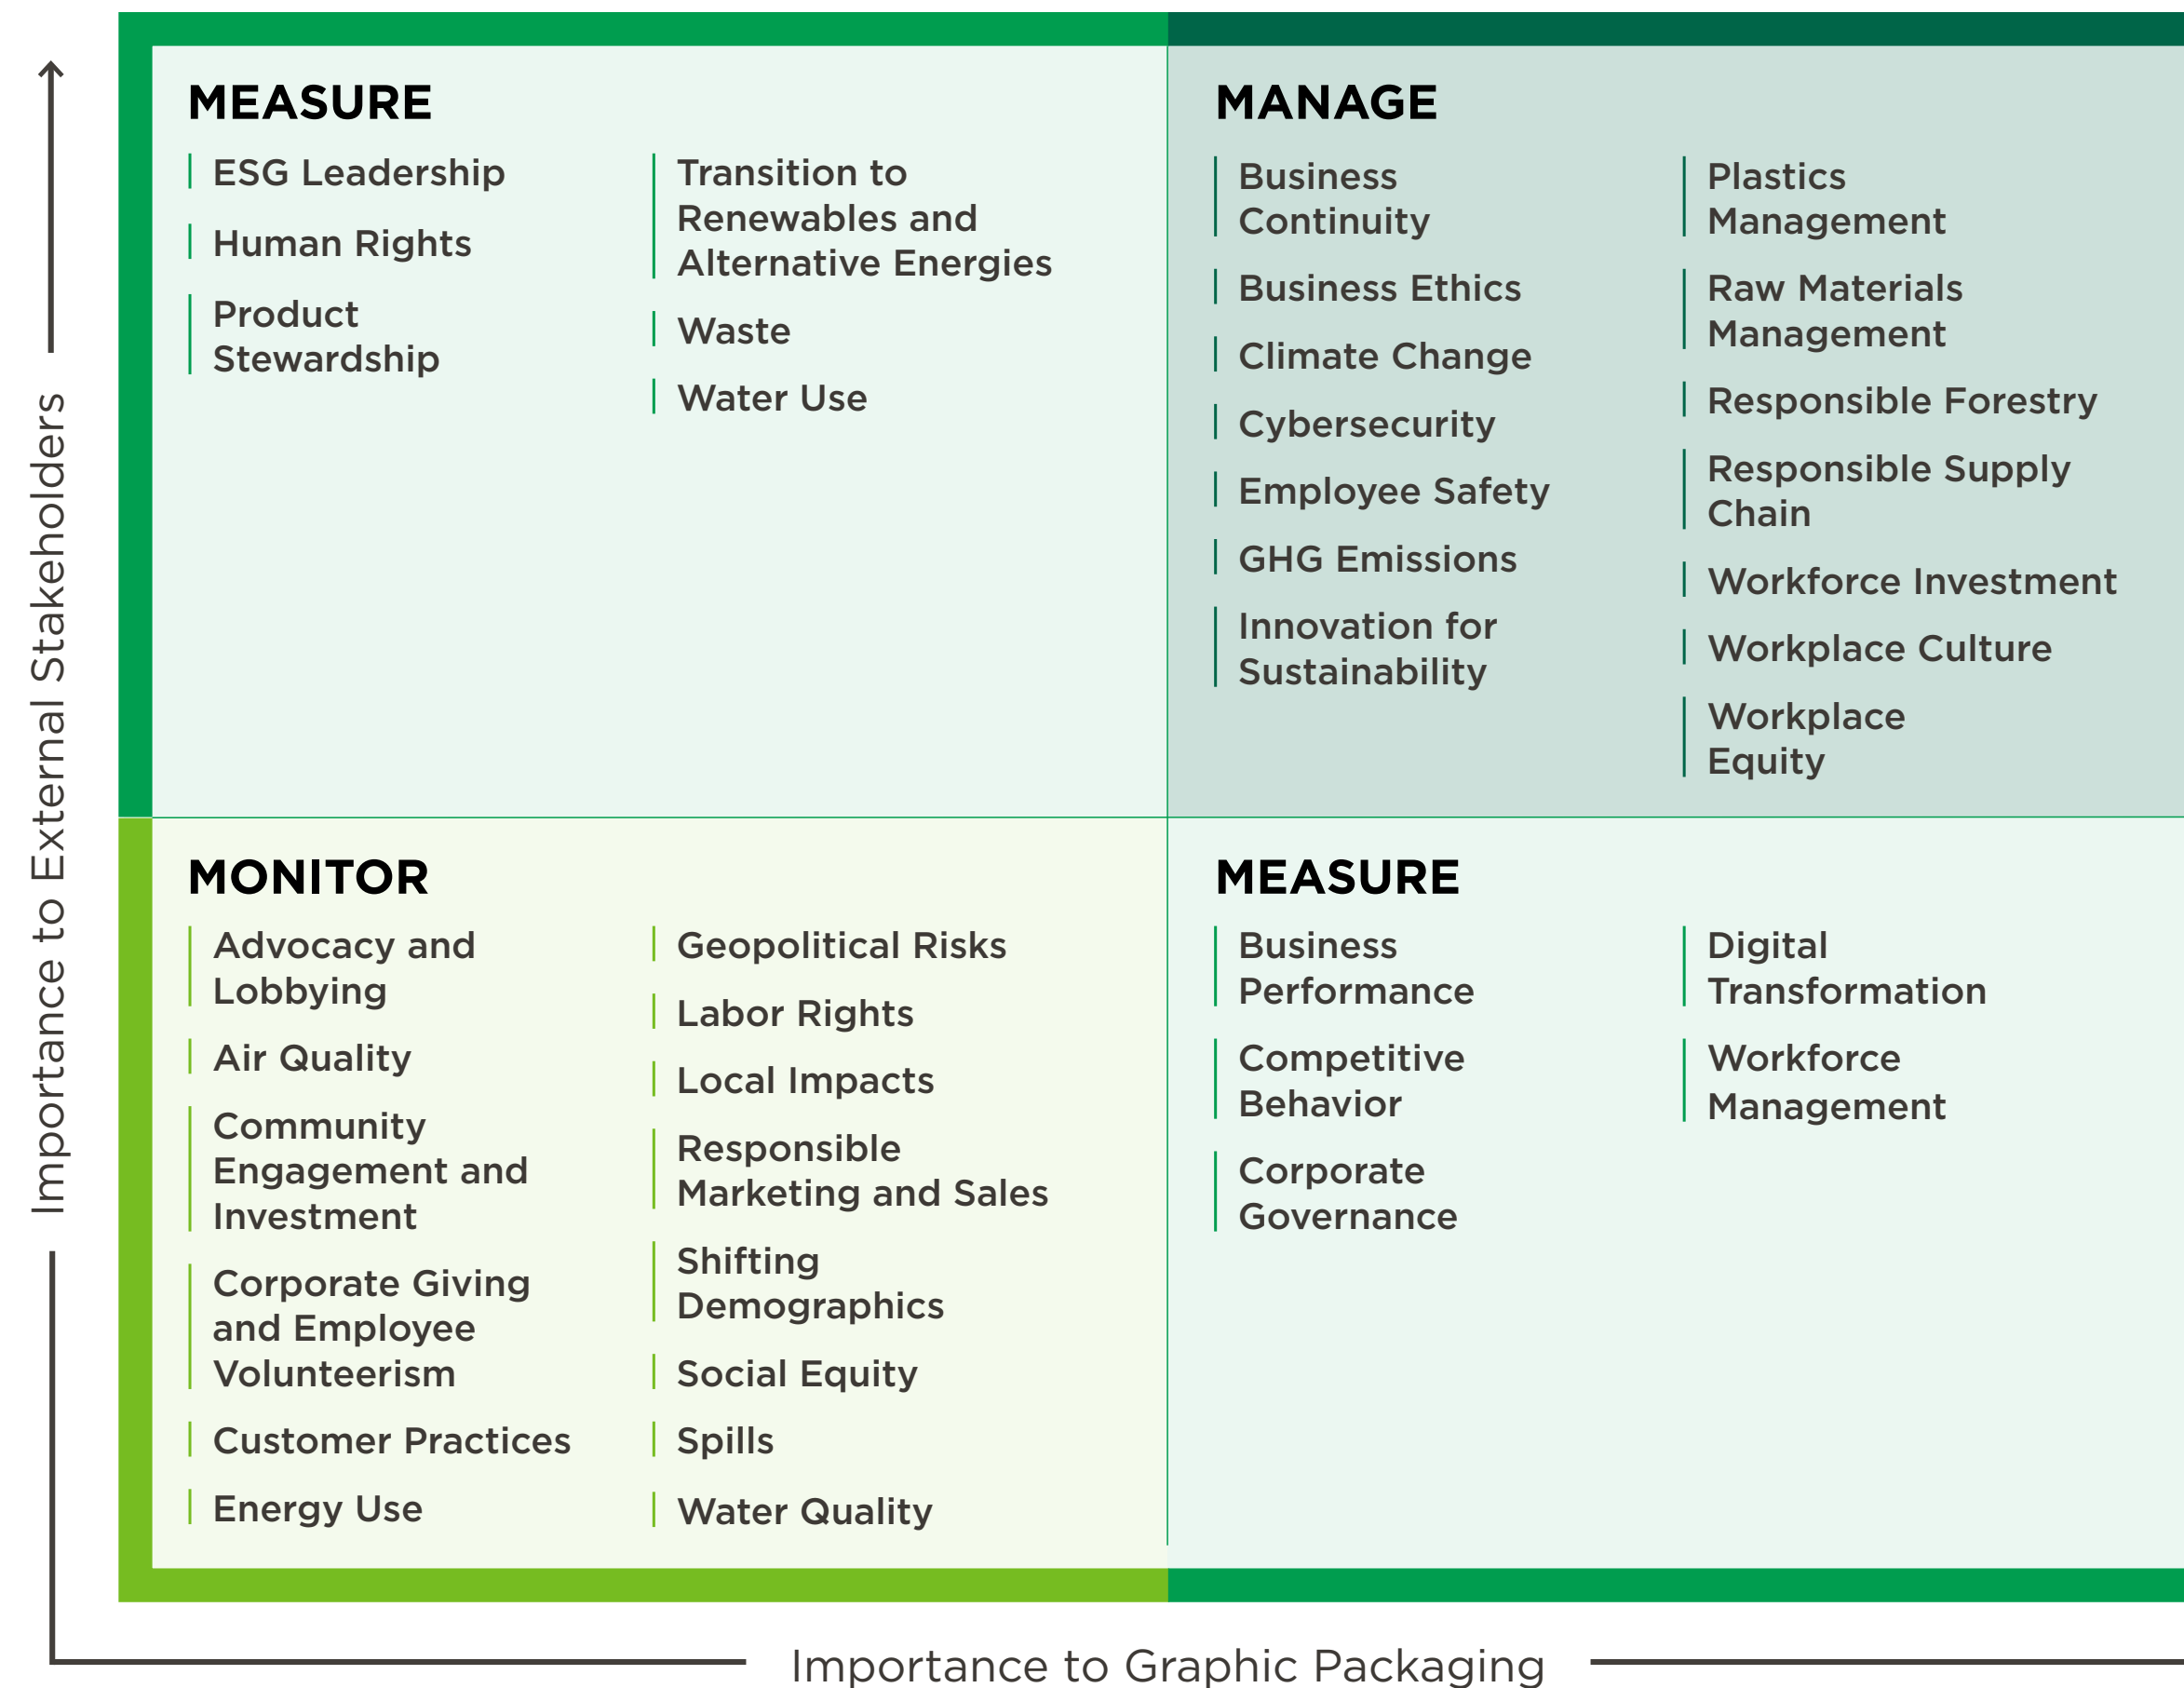 Importance to External Stakeholders
MEASURE
ESG Leadership
Human Rights
Product
Stewardship
Transition to
Renewables and
Alternative Energies
Waste
Water Use
MANAGE
Business
Continuity
Business Ethics
Climate Change
Cybersecurity
Employee Safety
GHG Emissions
Innovation for
Sustainability
Plastics
Management
Raw Materials
Management
Responsible Forestry
Responsible Supply
Chain
Workforce Investment
Workplace Culture
Workplace
Equity
MONITOR
Advocacy and
Lobbying
Air Quality
Community
Engagement and
Investment
Corporate Giving
and Employee
Volunteerism
Customer Practices
Energy Use
Geopolitical Risks
Labor Rights
Local Impacts
Responsible
Marketing and Sales
Shifting
Demographics
Social Equity
Spills
Water Quality
MEASURE
Business
Performance
Competitive
Behavior
Corporate
Governance
Digital
Transformation
Workforce
Management
Importance to Graphic Packaging